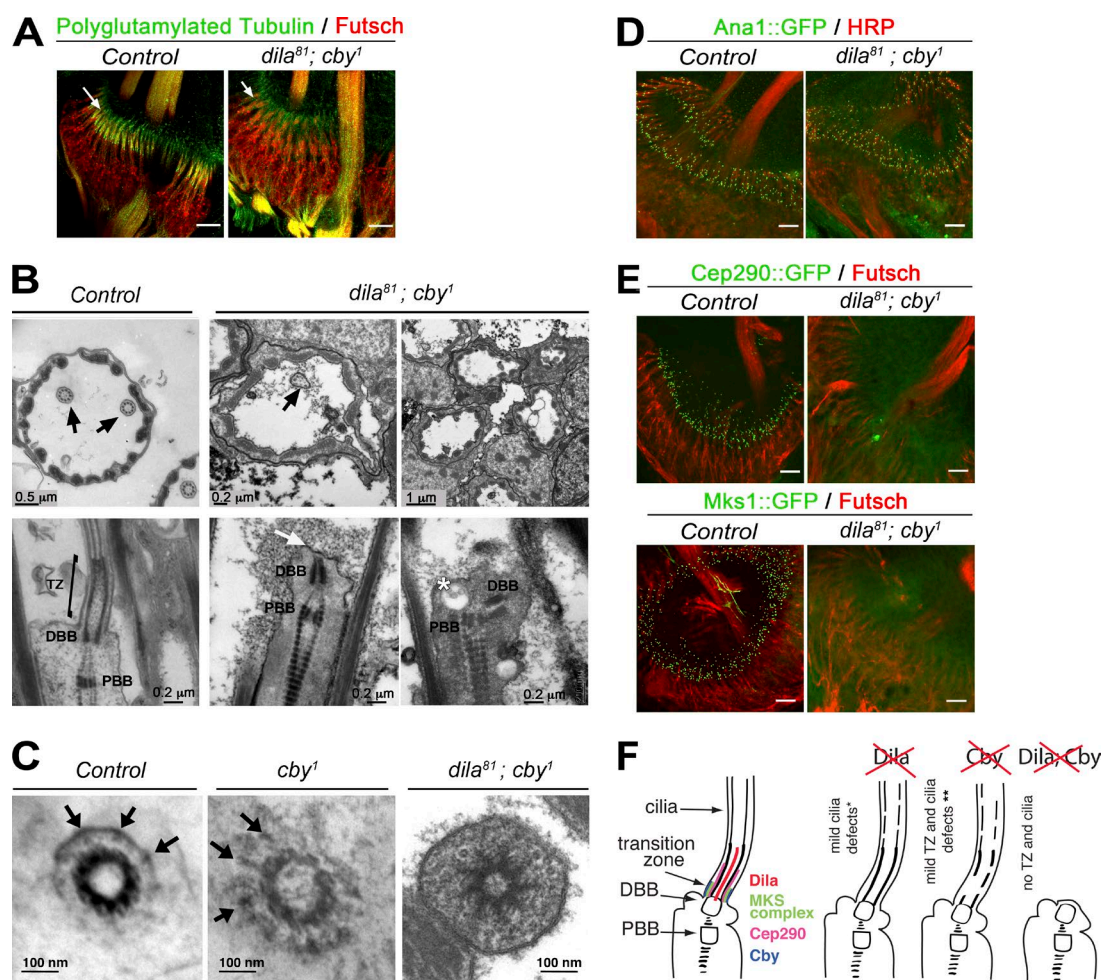 A
Polyglutamylated Tubulin / Futsch
Control
dila81; cby1
B
Control
dila81; cby1
0.5 µm
0.2 µm
1 µm
TZ
DBB
PBB
0.2 µm
DBB
PBB
0.2 µm
*
DBB
PBB
C
Control
cby1
dila81; cby1
100 nm
100 nm
100 nm
D
Ana1::GFP / HRP
Control
dila81; cby1
E
Cep290::GFP / Futsch
Control
dila81; cby1
Mks1::GFP / Futsch
Control
dila81; cby1
F
cilia
transition
zone
DBB
PBB
Dila
MKS
complex
Cep290
Cby
Dila
mild cilia
defects*
Cby
mild TZ and cilia
defects **
Dila; Cby
no TZ and cilia